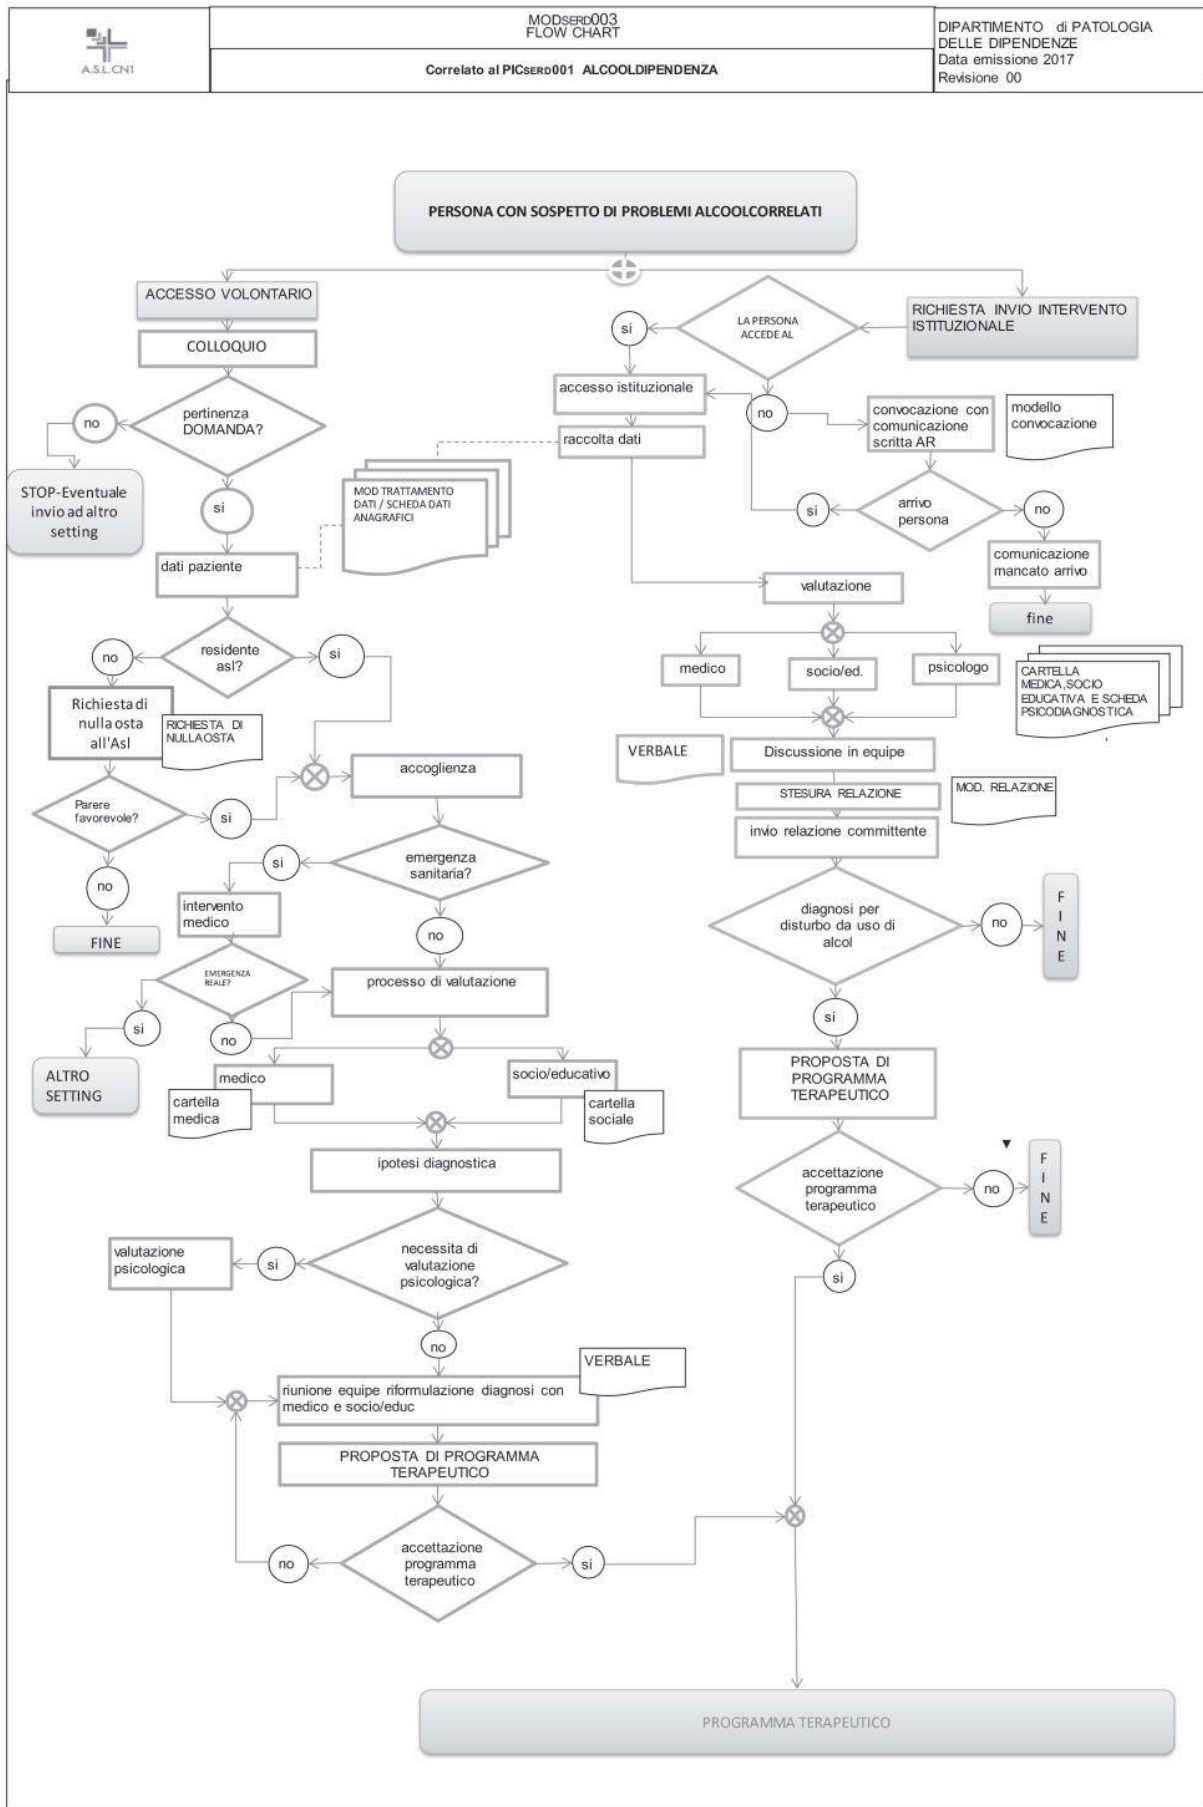 A.S.L.CN1
MODSERD003
FLOW CHART
Correlato al PICSERD001 ALCOOLDIPENDENZA
DIPARTIMENTO di PATOLOGIA
DELLE DIPENDENZE
Data emissione 2017
Revisione 00
PERSONA CON SOSPETTO DI PROBLEMI ALCOOLCORRELATI
ACCESSO VOLONTARIO
COLLOQUIO
pertinenza
DOMANDA?
no
STOP-Eventuale
invio ad altro
setting
si
dati paziente
MOD TRATTAMENTO
DATI / SCHEDA DATI
ANAGRAFICI
residente
asl?
no
si
Richiesta di
nulla osta
all'Asl
RICHIESTA DI
NULLAOSTA
Parere
favorevole?
si
no
FINE
accoglienza
emergenza
sanitaria?
si
no
intervento
medico
EMERGENZA
REALE?
si
no
ALTRO
SETTING
processo di valutazione
medico
cartella
medica
socio/educativo
cartella
sociale
ipotesi diagnostica
necessita di
valutazione
psicologica?
si
valutazione
psicologica
no
VERBALE
riunione equipe riformulazione diagnosi con
medico e socio/educ
PROPOSTA DI PROGRAMMA
TERAPEUTICO
accettazione
programma
terapeutico
no
si
RICHIESTA INVIO INTERVENTO
ISTITUZIONALE
LA PERSONA
ACCEDE AL
si
no
accesso istituzionale
raccolta dati
convocazione con
comunicazione
scritta AR
modello
convocazione
arrivo
persona
si
no
comunicazione
mancato arrivo
fine
valutazione
medico
socio/ed.
psicologo
CARTELLA
MEDICA,SOCIO
EDUCATIVA E SCHEDA
PSICODIAGNOSTICA
VERBALE
Discussione in equipe
STESURA RELAZIONE
MOD. RELAZIONE
invio relazione committente
diagnosi per
disturbo da uso di
alcol
no
F
I
N
E
si
PROPOSTA DI
PROGRAMMA
TERAPEUTICO
accettazione
programma
terapeutico
no
F
I
N
E
si
PROGRAMMA TERAPEUTICO